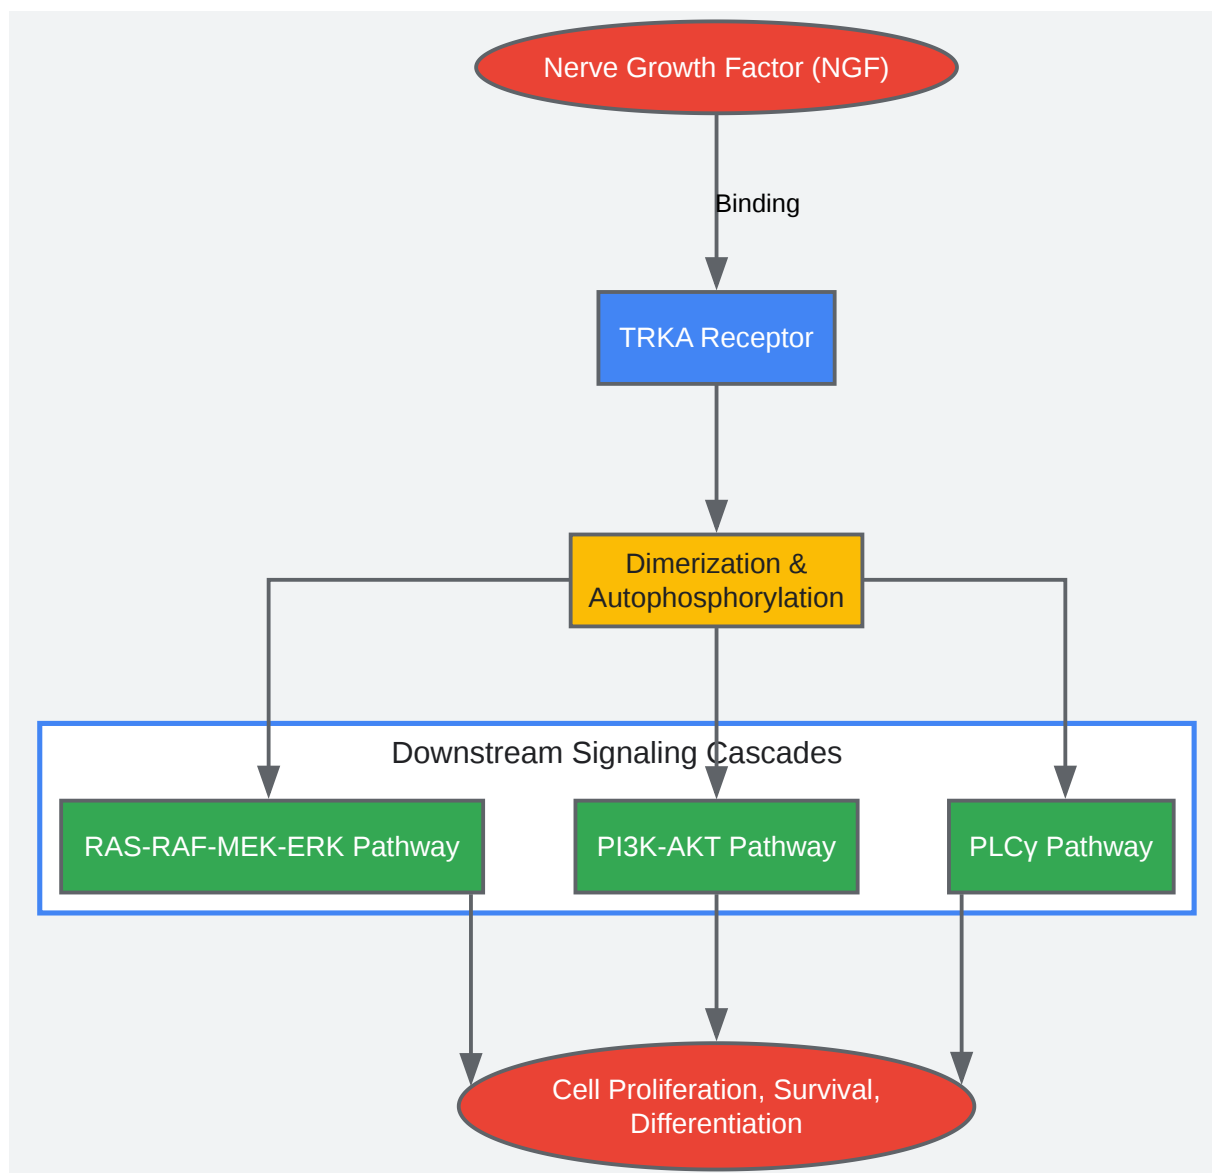 Nerve Growth Factor (NGF)
Binding
TRKA Receptor
Dimerization &
Autophosphorylation
Downstream Signaling Cascades
RAS-RAF-MEK-ERK Pathway
PI3K-AKT Pathway
PLCγ Pathway
Cell Proliferation, Survival,
Differentiation